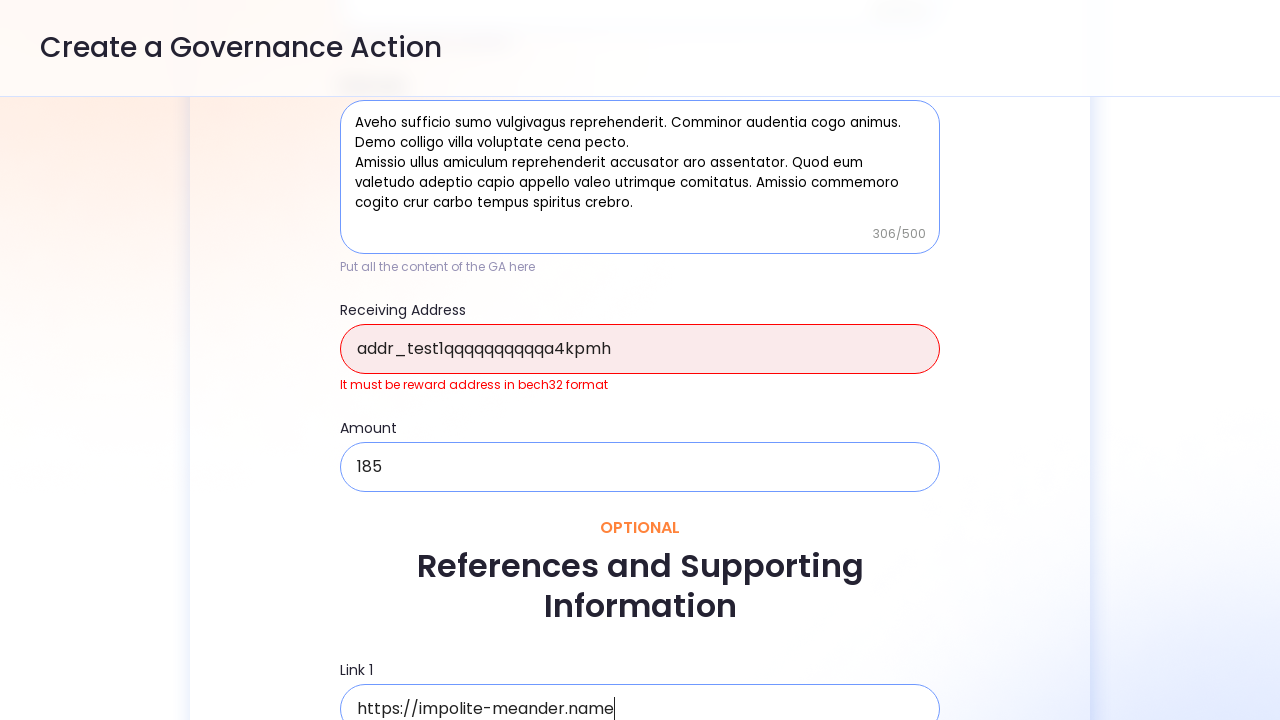 Create a Governance Action
Aveho sufficio sumo vulgivagus reprehenderit. Comminor audentia cogo animus.
Demo colligo villa voluptate cena pecto.
Amissio ullus amiculum reprehenderit accusator aro assentator. Quod eum
valetudo adeptio capio appello valeo utrimque comitatus. Amissio commemoro
cogito crur carbo tempus spiritus crebro.
306/500
Put all the content of the GA here
Receiving Address
addr_test1qqqqqqqqqqa4kpmh
It must be reward address in bech32 format
Amount
185
OPTIONAL
References and Supporting
Information
Link 1
https://impolite-meander.name